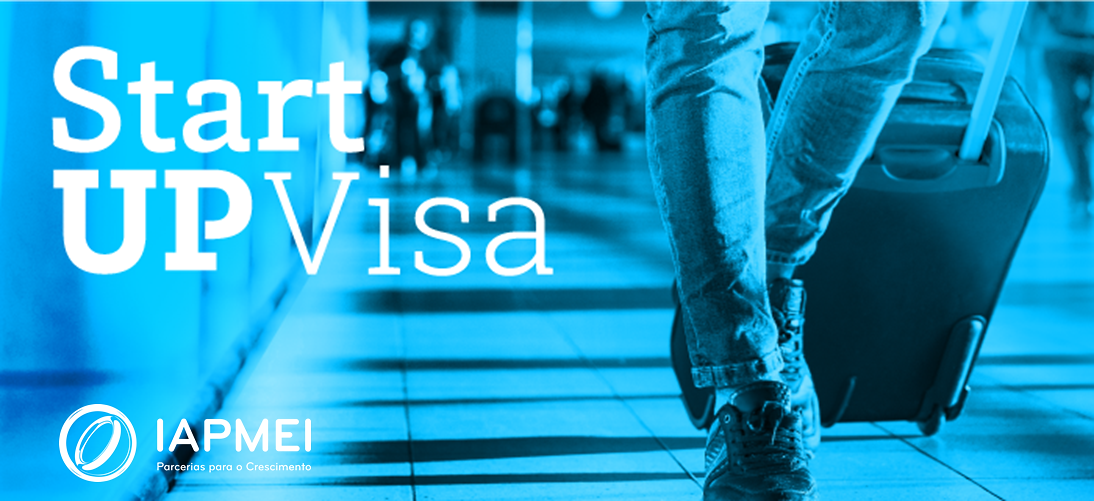 Start
UP Visa
IAPMEI
Parcerias para o Crescimento